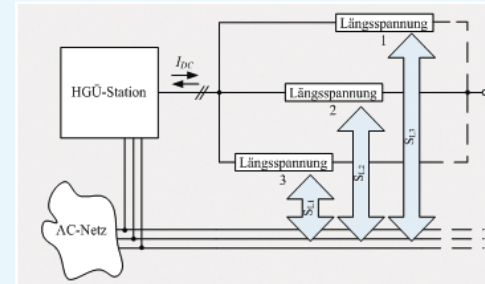 Längsspannung
1
I_DC
HGÜ-Station
Längsspannung
2
Längsspannung
3
S_L1
S_L2
S_L3
AC-Netz